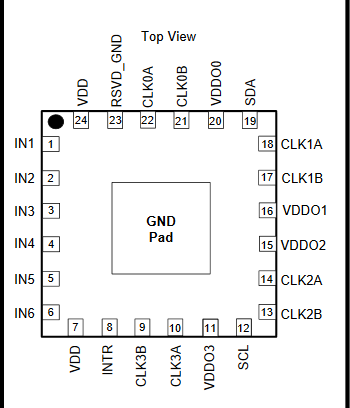 Top View
VDD
RSVD_GND
CLK0A
CLK0B
VDDO0
SDA
24 23 22 21 20 19
IN1 1 18 CLK1A
IN2 2 17 CLK1B
IN3 3 16 VDDO1
GND
Pad
IN4 4 15 VDDO2
IN5 5 14 CLK2A
IN6 6 13 CLK2B
7 8 9 10 11 12
VDD
INTR
CLK3B
CLK3A
VDDO3
SCL